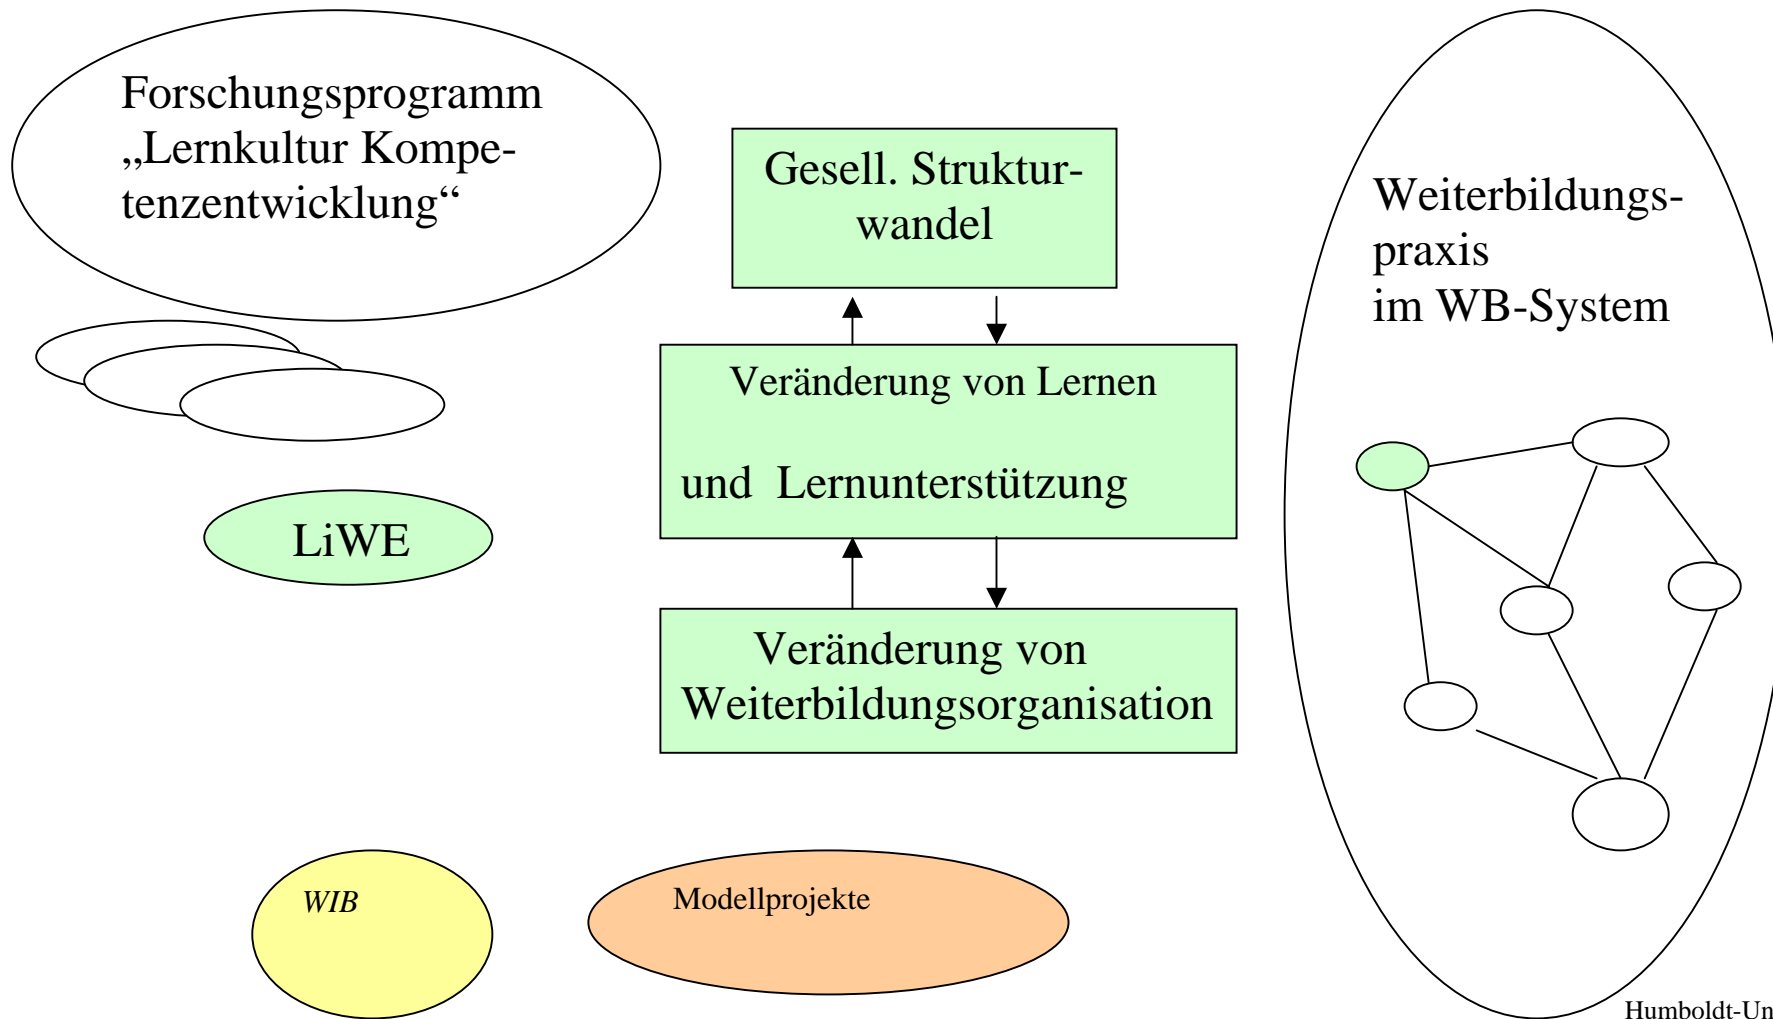 Forschungsprogramm
„Lernkultur Kompe-
tenzentwicklung“
Gesell. Struktur-
wandel
Weiterbildungs-
praxis
im WB-System
Veränderung von Lernen
und Lernunterstützung
LiWE
Veränderung von
Weiterbildungsorganisation
WIB
Modellprojekte
Humboldt-Un